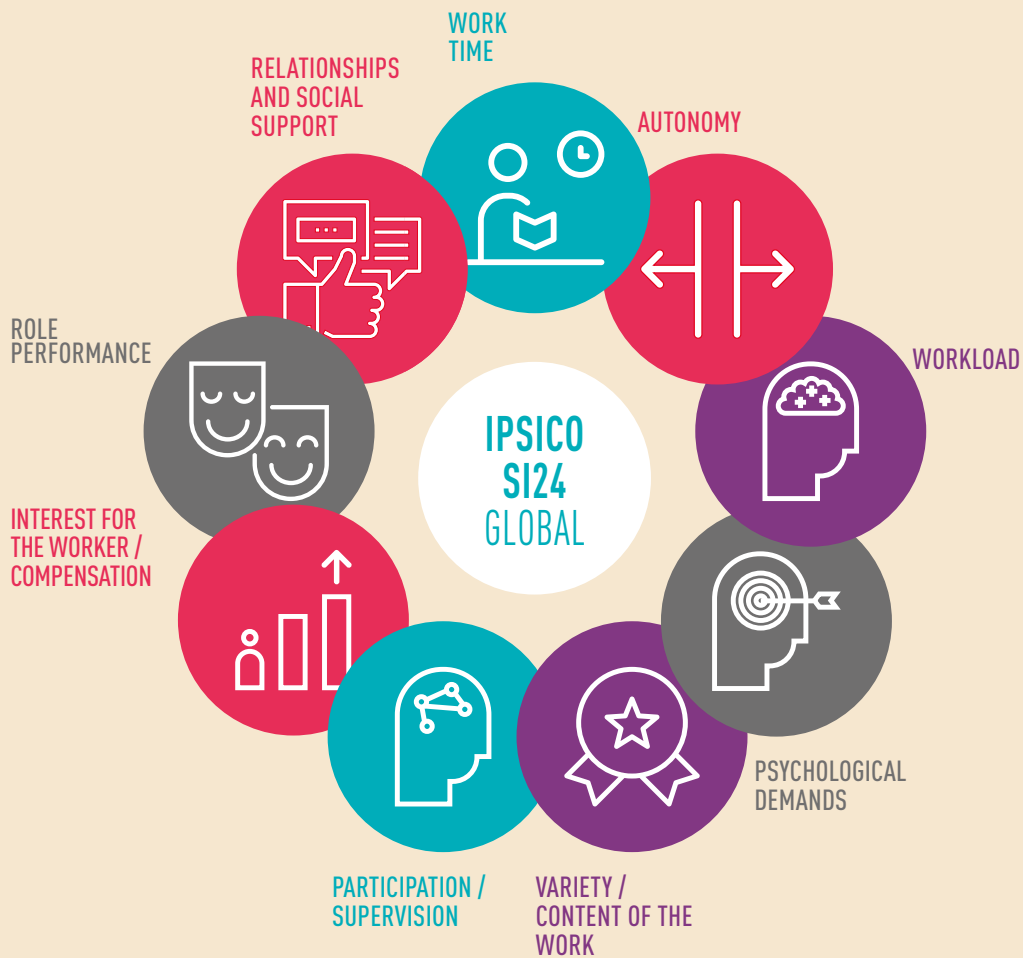 WORK
TIME
RELATIONSHIPS
AND SOCIAL
SUPPORT
AUTONOMY
ROLE
PERFORMANCE
WORKLOAD
IPSICO
SI24
GLOBAL
INTEREST FOR
THE WORKER /
COMPENSATION
PSYCHOLOGICAL
DEMANDS
PARTICIPATION /
SUPERVISION
VARIETY /
CONTENT OF THE
WORK